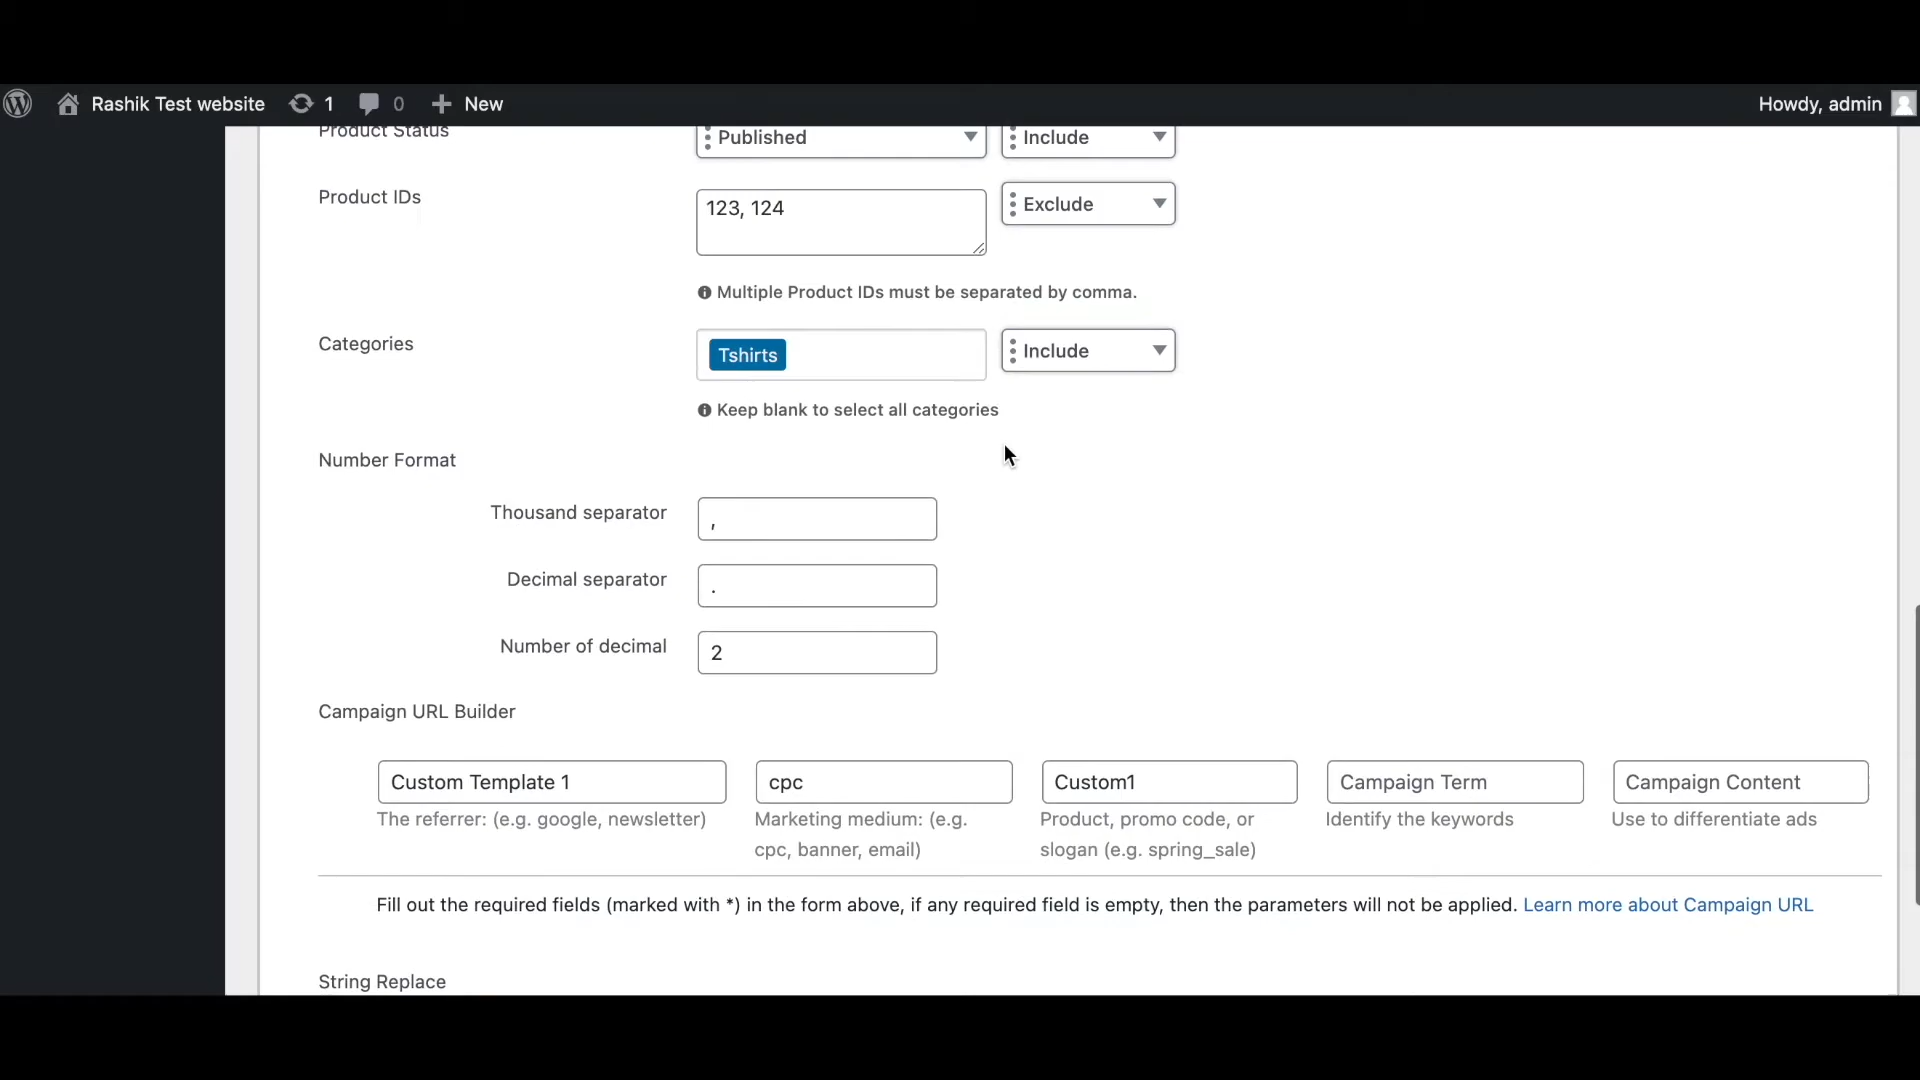 Rashik Test website 1 0 New Howdy, admin
Product Status Published Include
Product IDs 123, 124 Exclude
Multiple Product IDs must be separated by comma.
Categories Tshirts Include
Keep blank to select all categories
Number Format
Thousand separator ,
Decimal separator .
Number of decimal 2
Campaign URL Builder
Custom Template 1 cpc Custom1 Campaign Term Campaign Content
The referrer: (e.g. google, newsletter) Marketing medium: (e.g. Product, promo code, or Identify the keywords Use to differentiate ads
cpc, banner, email) slogan (e.g. spring_sale)
Fill out the required fields (marked with *) in the form above, if any required field is empty, then the parameters will not be applied. Learn more about Campaign URL
String Replace